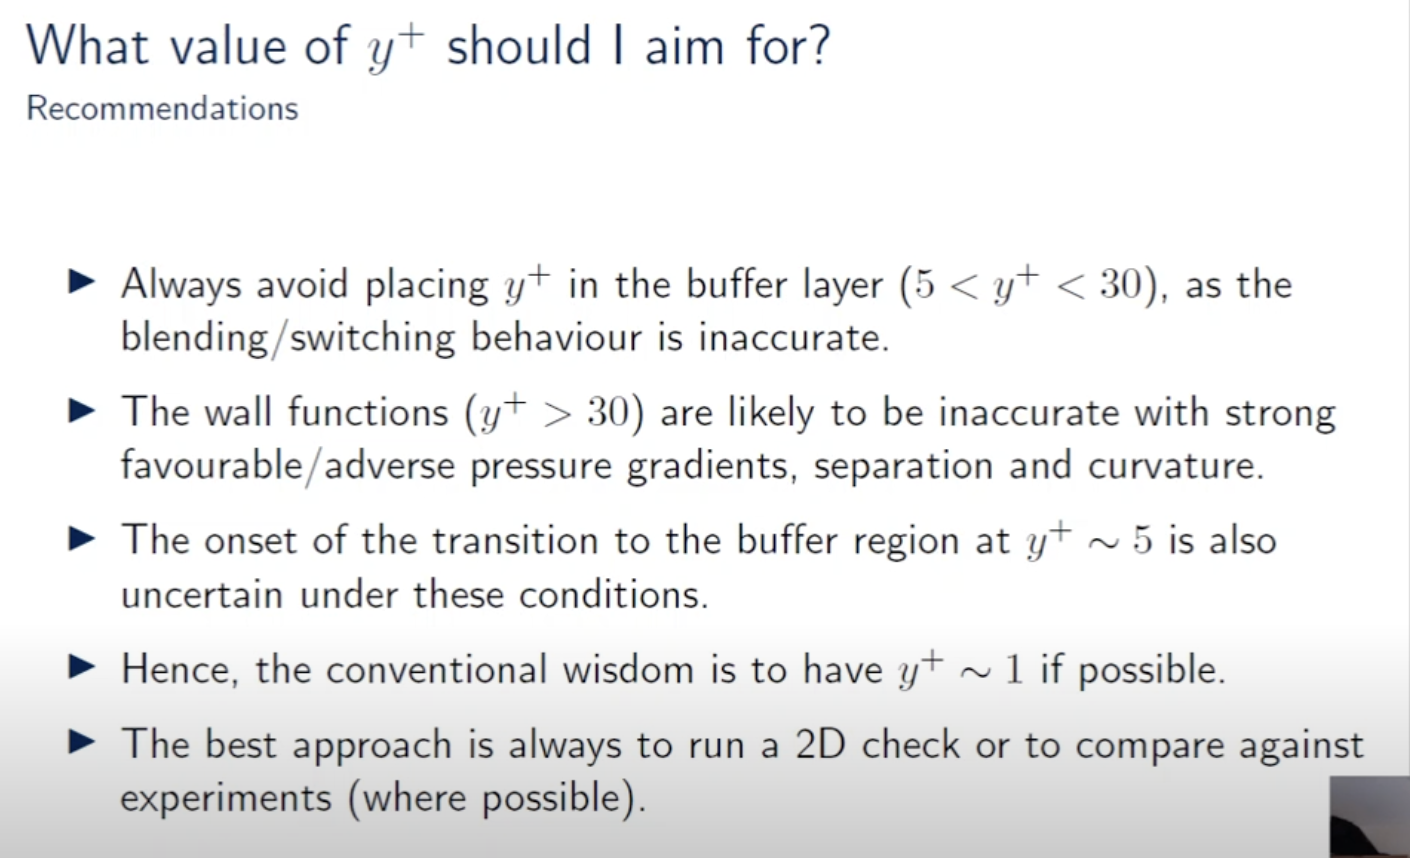 What value of y⁺ should I aim for?
Recommendations
▶ Always avoid placing y⁺ in the buffer layer (5 < y⁺ < 30), as the
blending/switching behaviour is inaccurate.
▶ The wall functions (y⁺ > 30) are likely to be inaccurate with strong
favourable/adverse pressure gradients, separation and curvature.
▶ The onset of the transition to the buffer region at y⁺ ∼ 5 is also
uncertain under these conditions.
▶ Hence, the conventional wisdom is to have y⁺ ∼ 1 if possible.
▶ The best approach is always to run a 2D check or to compare against
experiments (where possible).